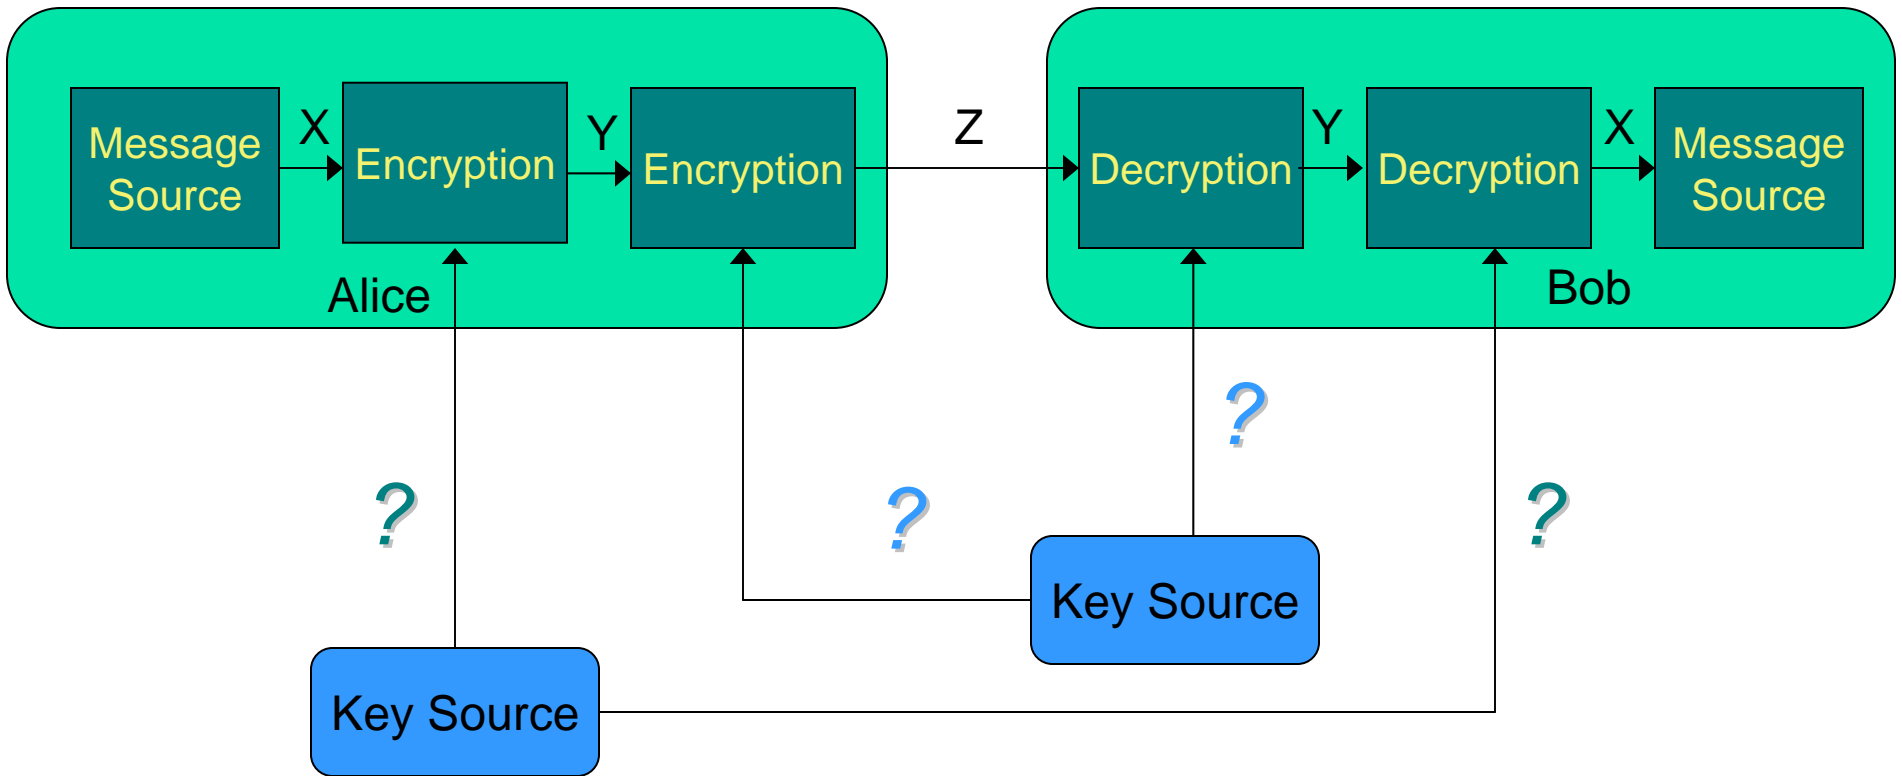 Message
Source
X
Encryption
Y
Encryption
Z
Decryption
Y
Decryption
X
Message
Source
Alice
Bob
?
?
?
?
Key Source
Key Source